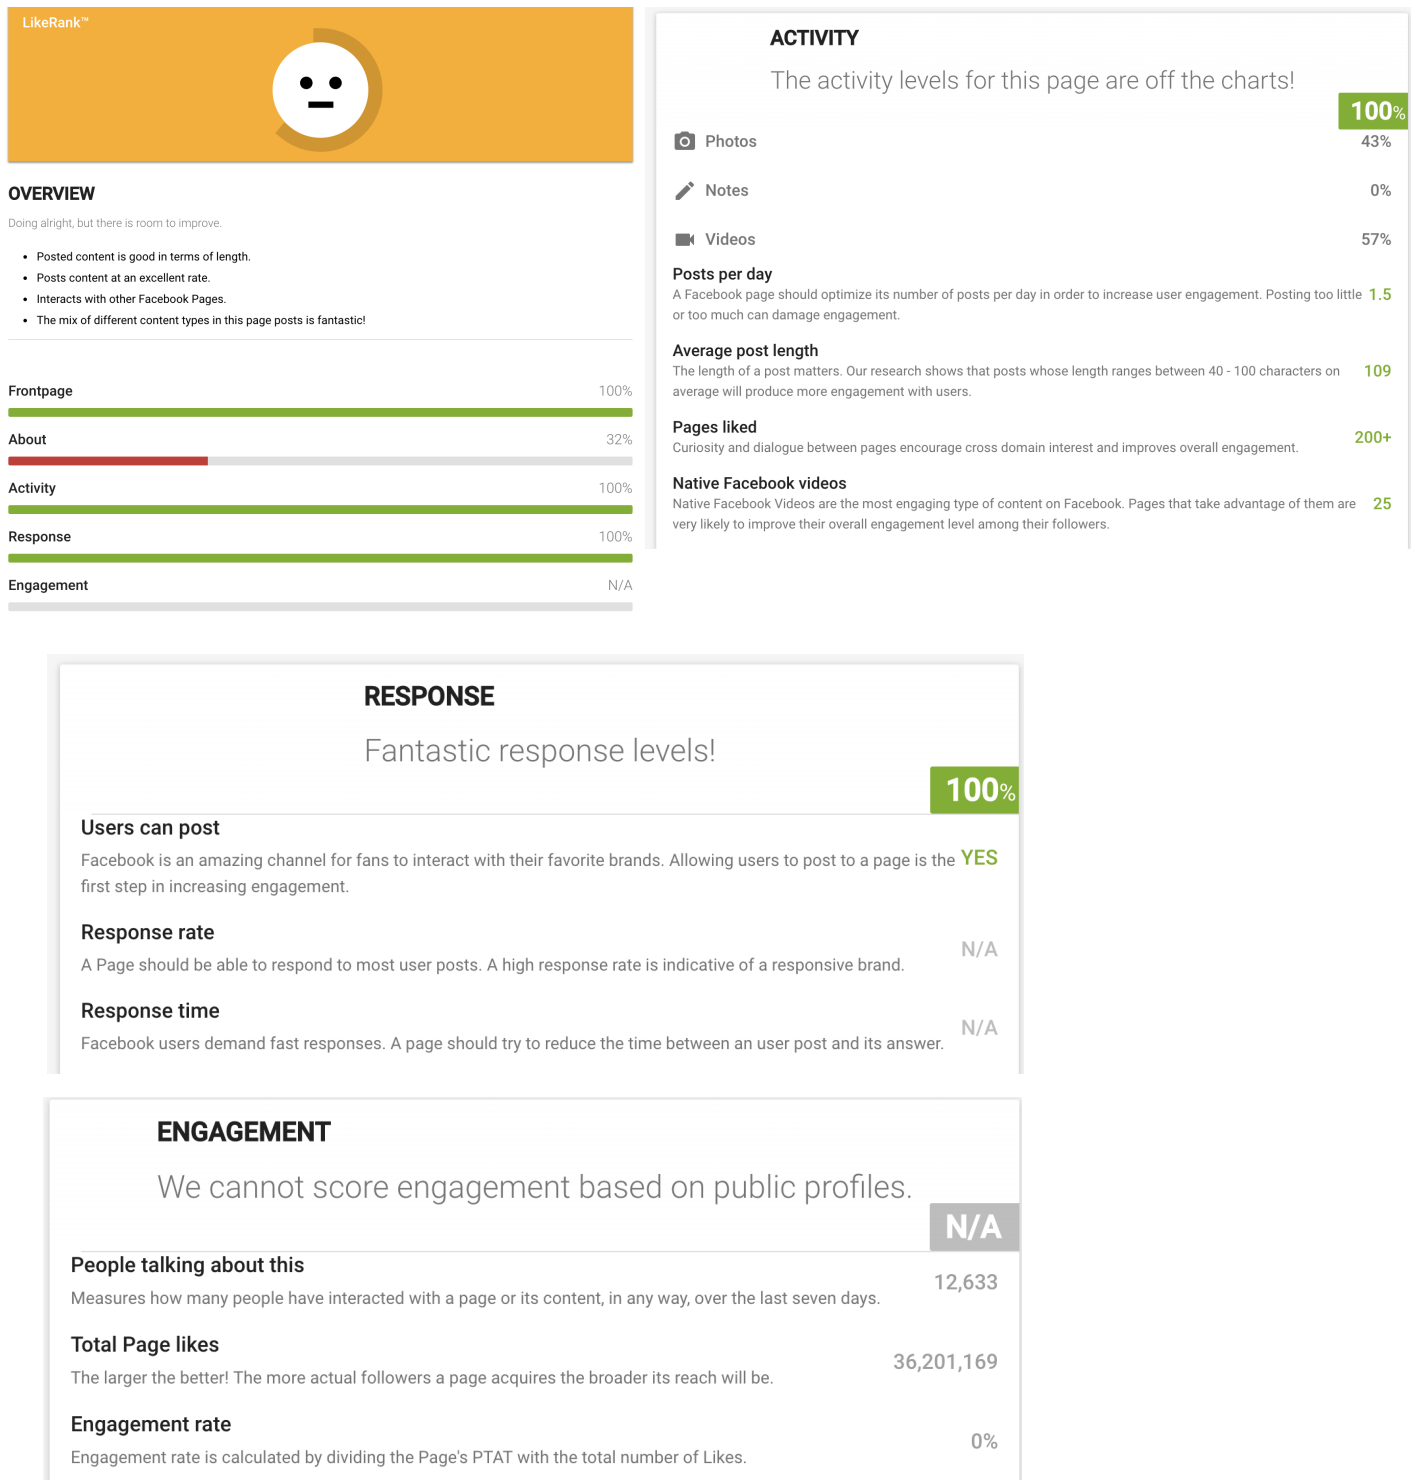 LikeRank™
OVERVIEW
Doing alright, but there is room to improve.
• Posted content is good in terms of length.
• Posts content at an excellent rate.
• Interacts with other Facebook Pages.
• The mix of different content types in this page posts is fantastic!
Frontpage 100%
About 32%
Activity 100%
Response 100%
Engagement N/A
ACTIVITY
The activity levels for this page are off the charts!
100%
Photos 43%
Notes 0%
Videos 57%
Posts per day
A Facebook page should optimize its number of posts per day in order to increase user engagement. Posting too little 1.5
or too much can damage engagement.
Average post length
The length of a post matters. Our research shows that posts whose length ranges between 40 - 100 characters on 109
average will produce more engagement with users.
Pages liked
200+
Curiosity and dialogue between pages encourage cross domain interest and improves overall engagement.
Native Facebook videos
Native Facebook Videos are the most engaging type of content on Facebook. Pages that take advantage of them are 25
very likely to improve their overall engagement level among their followers.
RESPONSE
Fantastic response levels!
100%
Users can post
Facebook is an amazing channel for fans to interact with their favorite brands. Allowing users to post to a page is the YES
first step in increasing engagement.
Response rate
N/A
A Page should be able to respond to most user posts. A high response rate is indicative of a responsive brand.
Response time
N/A
Facebook users demand fast responses. A page should try to reduce the time between an user post and its answer.
ENGAGEMENT
We cannot score engagement based on public profiles.
N/A
People talking about this
12,633
Measures how many people have interacted with a page or its content, in any way, over the last seven days.
Total Page likes
36,201,169
The larger the better! The more actual followers a page acquires the broader its reach will be.
Engagement rate
0%
Engagement rate is calculated by dividing the Page's PTAT with the total number of Likes.